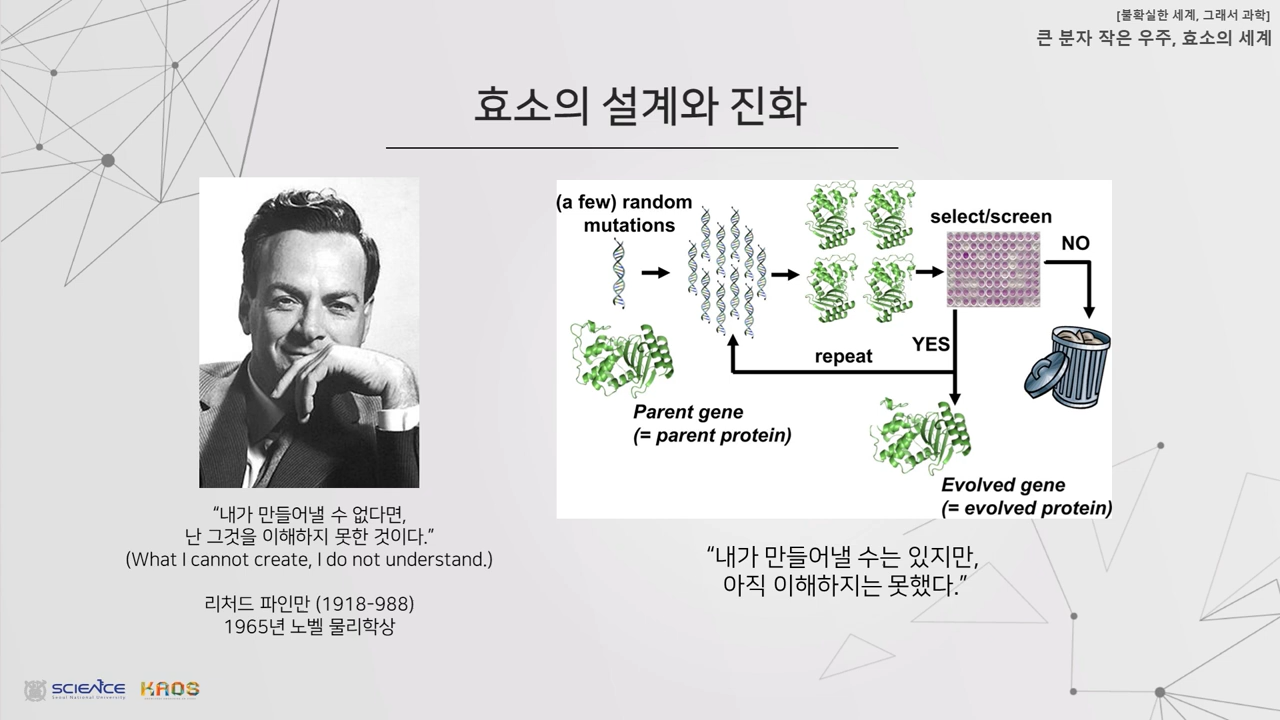 [불확실한 세계, 그래서 과학]
큰 분자 작은 우주, 효소의 세계
효소의 설계와 진화
“내가 만들어낼 수 없다면,
난 그것을 이해하지 못한 것이다.”
(What I cannot create, I do not understand.)
리처드 파인만 (1918-988)
1965년 노벨 물리학상
(a few) random
mutations
select/screen
NO
YES
repeat
Parent gene
(= parent protein)
Evolved gene
(= evolved protein)
“내가 만들어낼 수는 있지만,
아직 이해하지는 못했다.”
SCIENCE
Seoul National University
KAOS